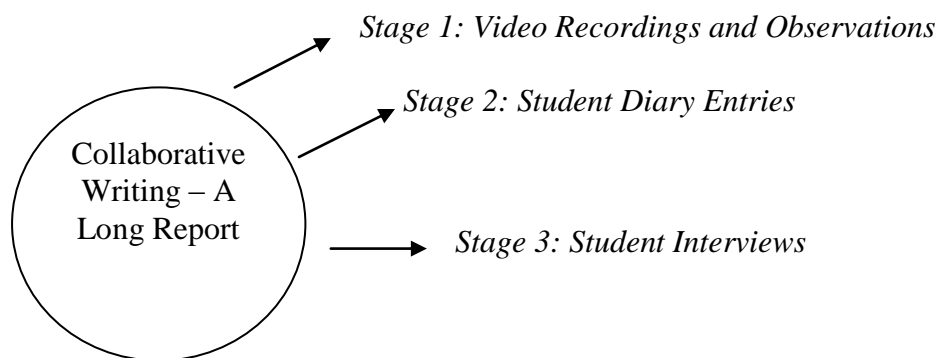 Stage 1: Video Recordings and Observations
Stage 2: Student Diary Entries
Collaborative
Writing – A
Long Report
Stage 3: Student Interviews